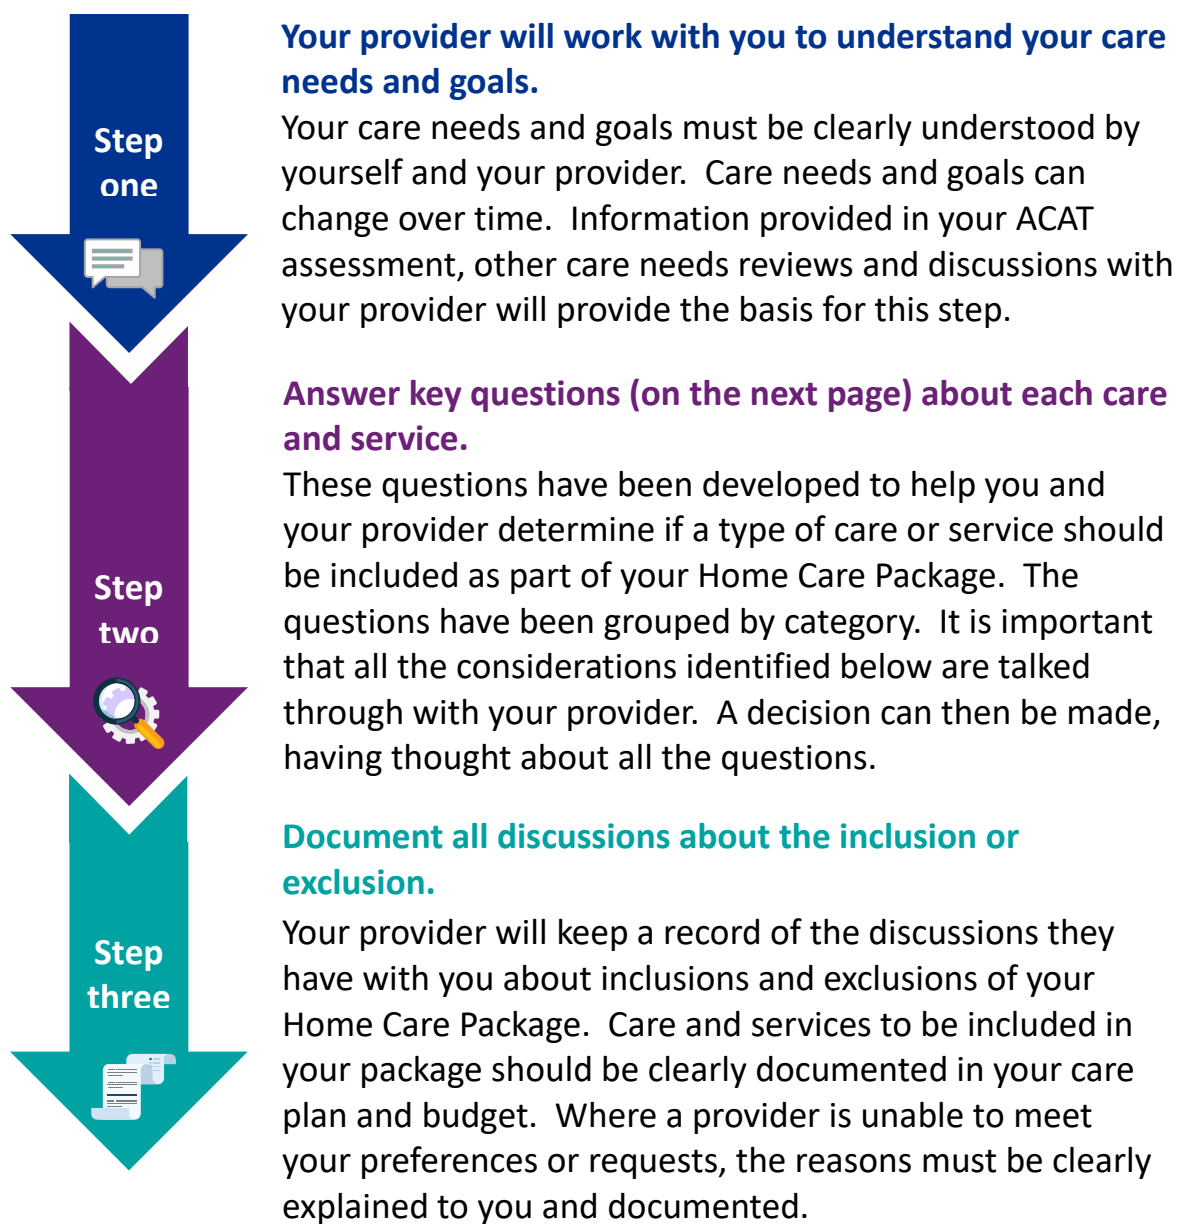 Step
one
Your provider will work with you to understand your care
needs and goals.
Your care needs and goals must be clearly understood by
yourself and your provider.  Care needs and goals can
change over time.  Information provided in your ACAT
assessment, other care needs reviews and discussions with
your provider will provide the basis for this step.
Step
two
Answer key questions (on the next page) about each care
and service.
These questions have been developed to help you and
your provider determine if a type of care or service should
be included as part of your Home Care Package.  The
questions have been grouped by category.  It is important
that all the considerations identified below are talked
through with your provider.  A decision can then be made,
having thought about all the questions.
Step
three
Document all discussions about the inclusion or
exclusion.
Your provider will keep a record of the discussions they
have with you about inclusions and exclusions of your
Home Care Package.  Care and services to be included in
your package should be clearly documented in your care
plan and budget.  Where a provider is unable to meet
your preferences or requests, the reasons must be clearly
explained to you and documented.